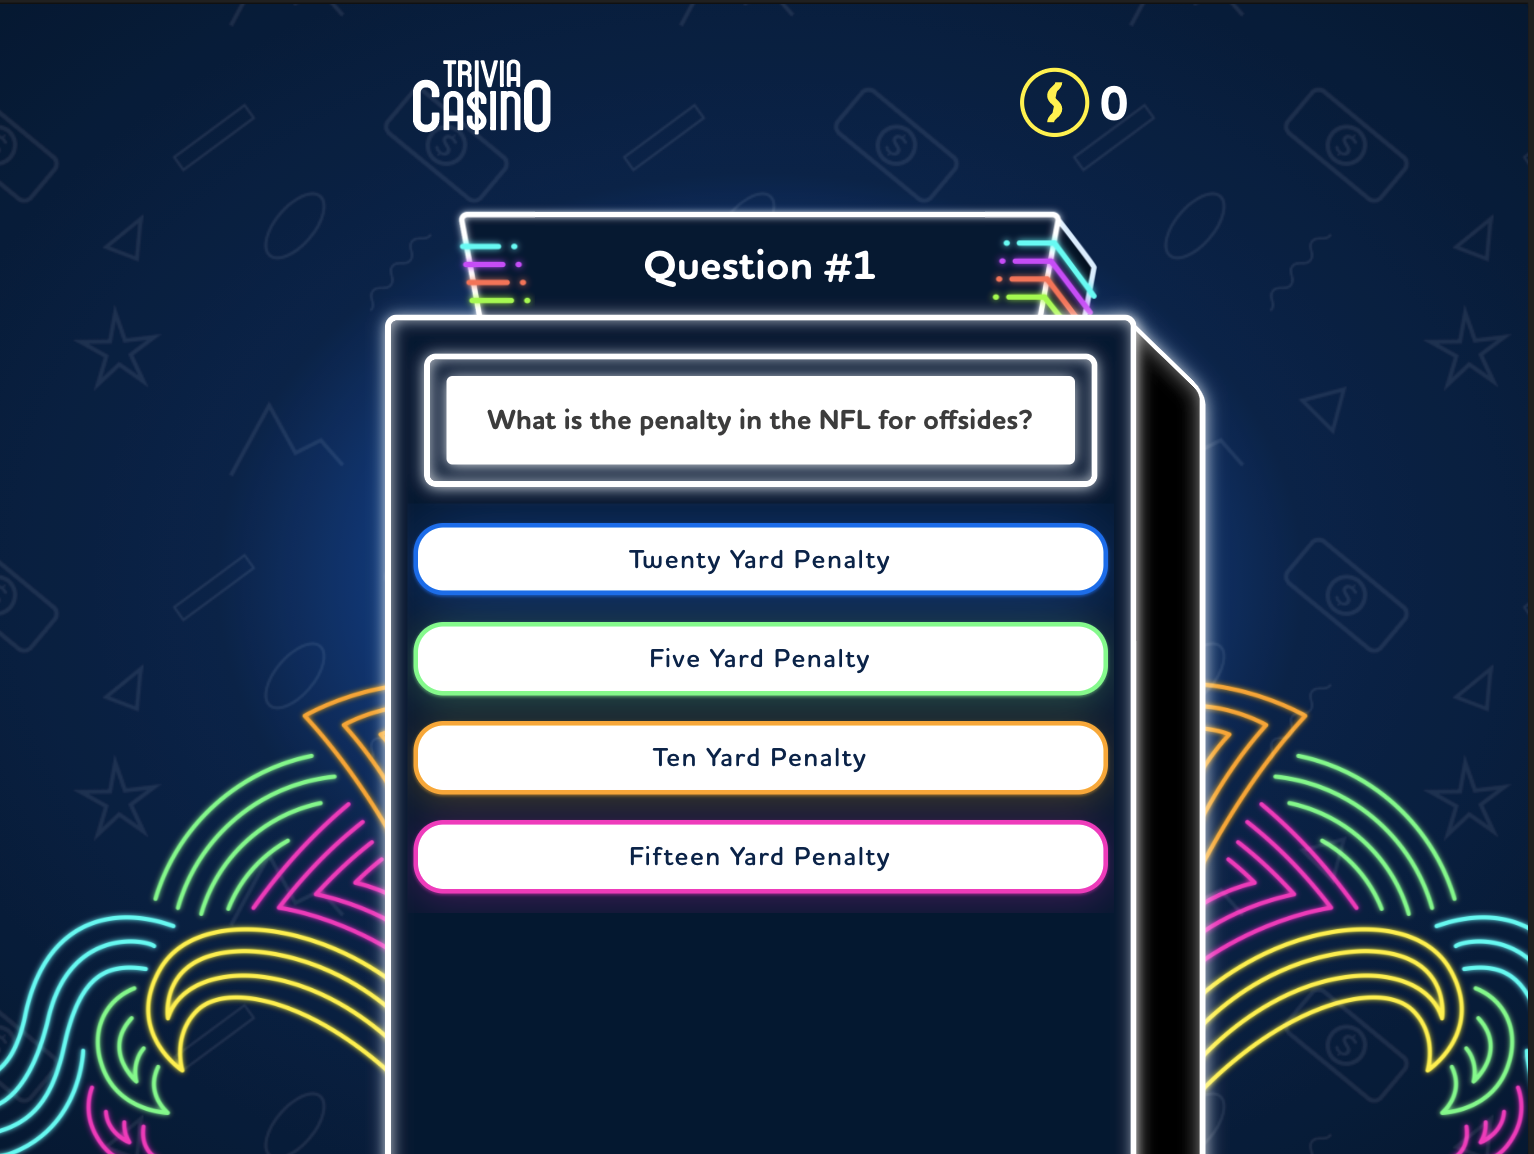 TRIVIA
CA$INO
0
Question #1
What is the penalty in the NFL for offsides?
Twenty Yard Penalty
Five Yard Penalty
Ten Yard Penalty
Fifteen Yard Penalty